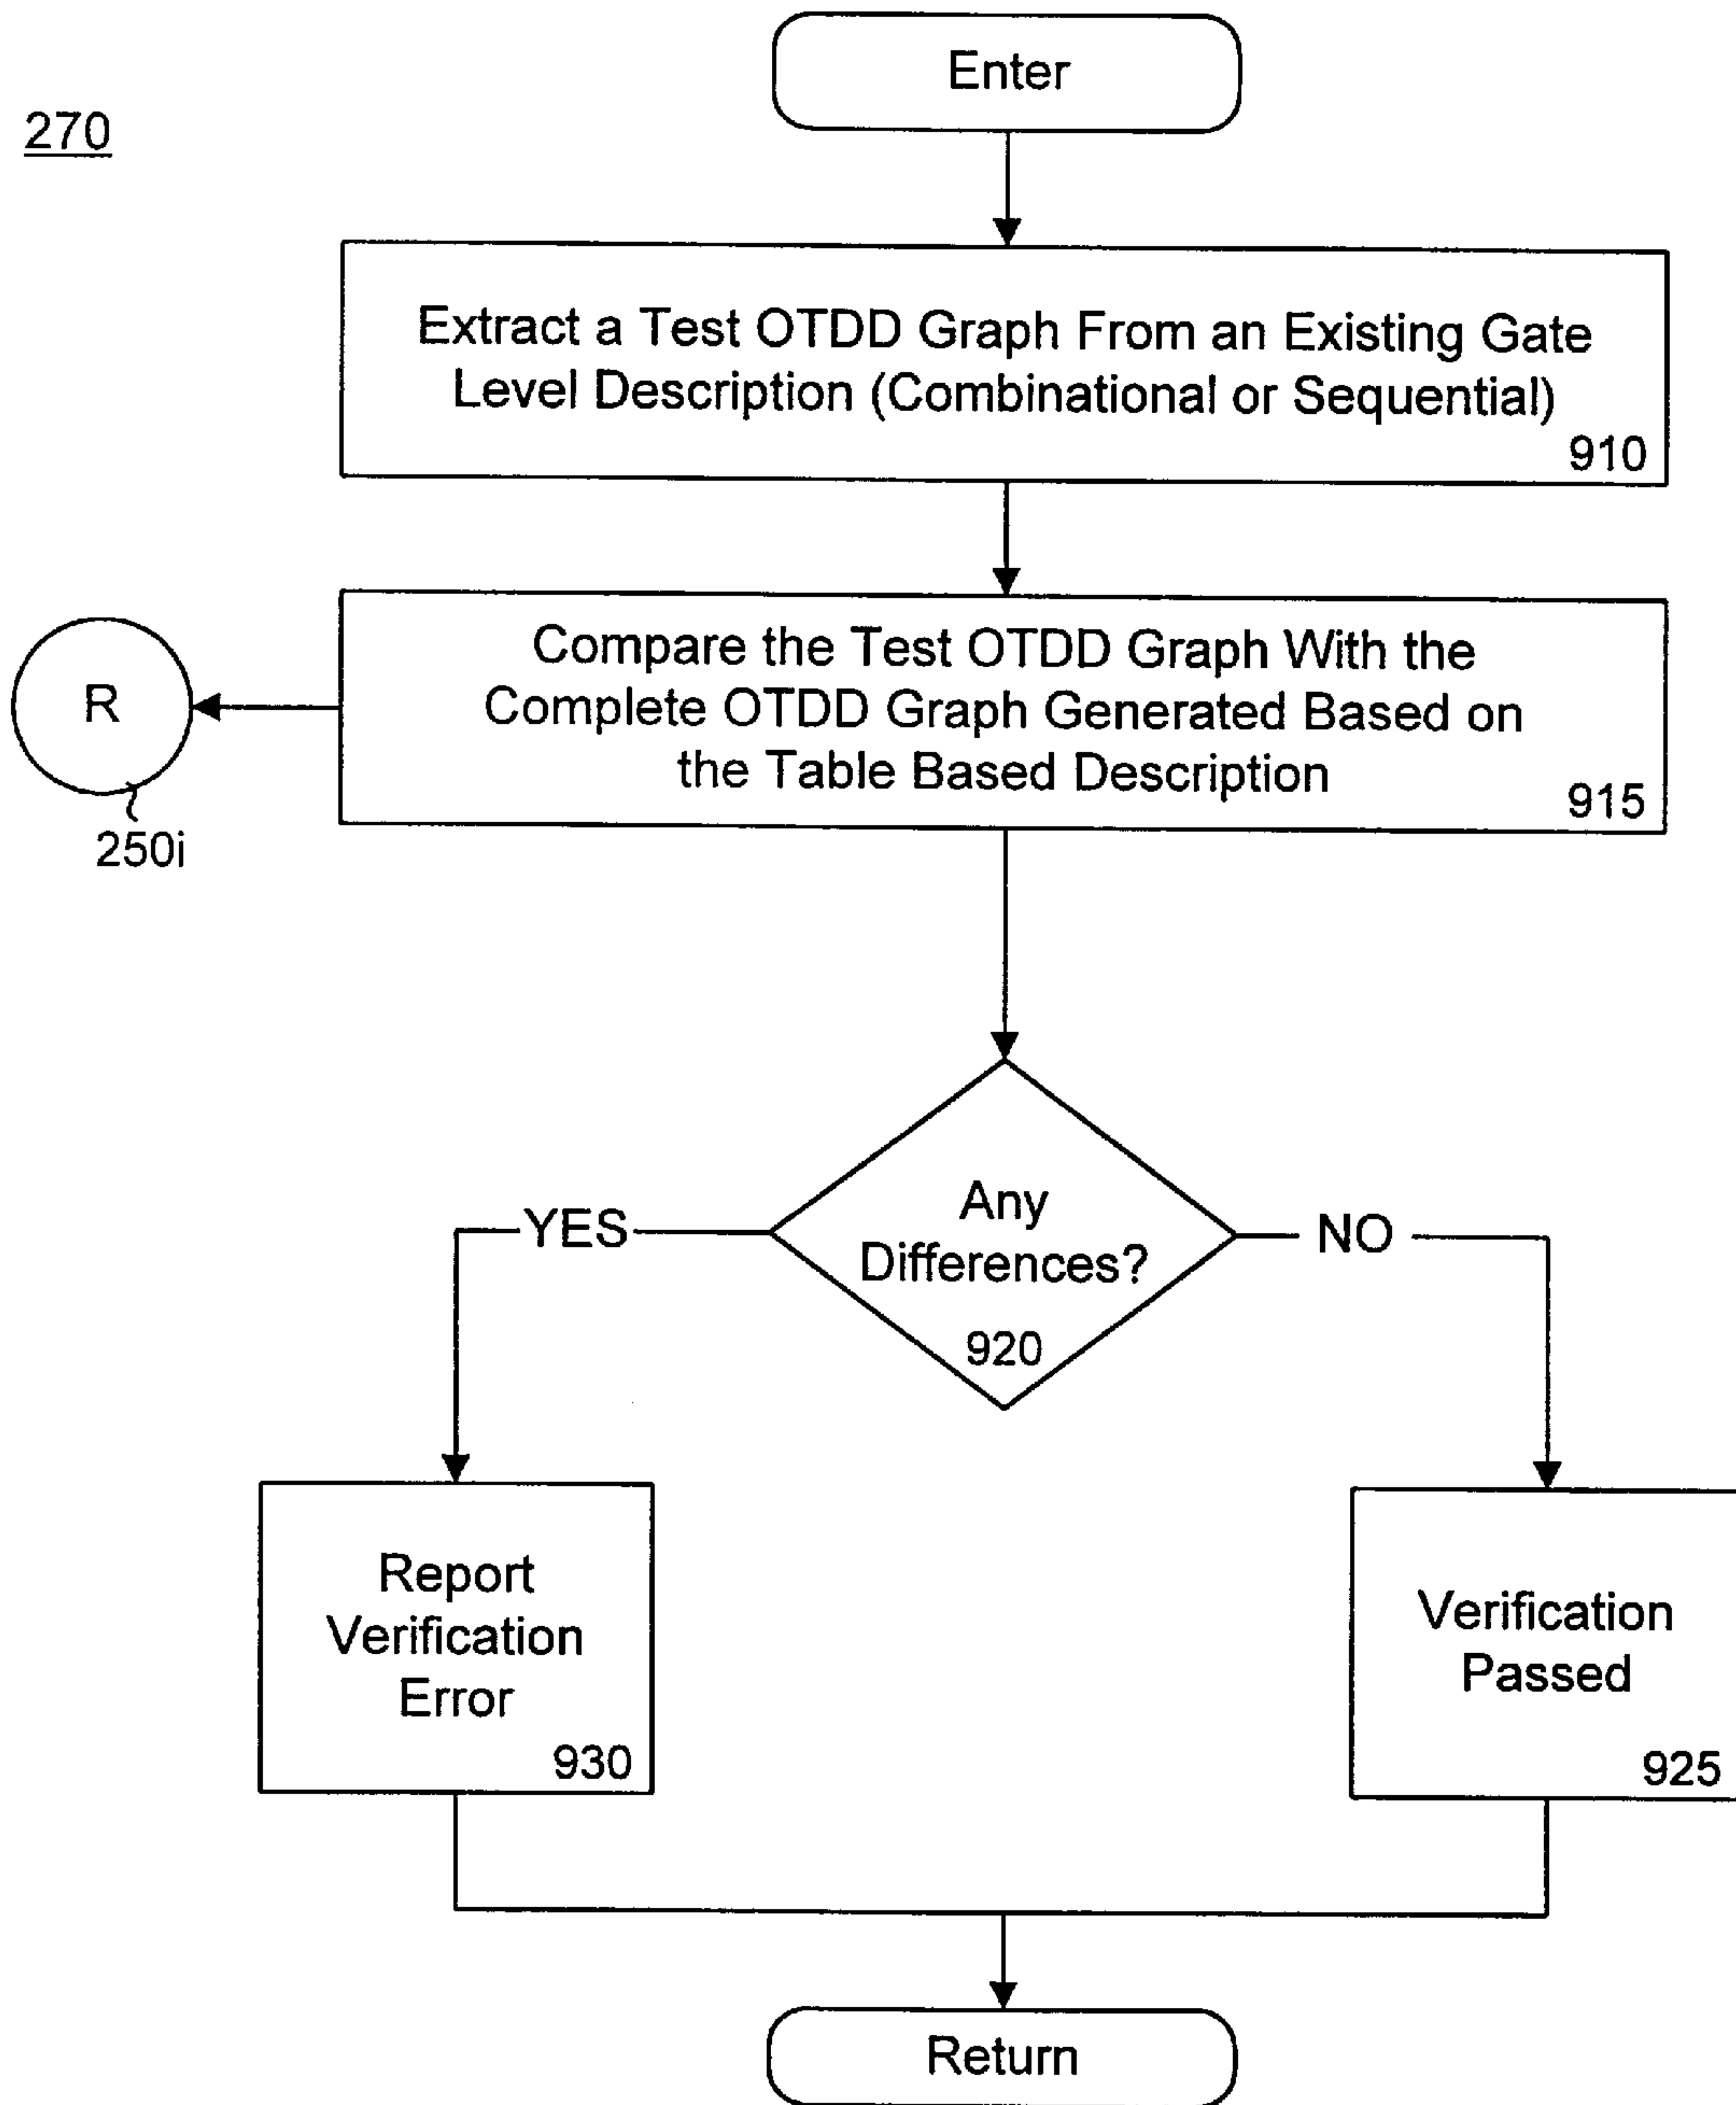 Enter
270
Extract a Test OTDD Graph From an Existing Gate
Level Description (Combinational or Sequential)
910
Compare the Test OTDD Graph With the
Complete OTDD Graph Generated Based on
the Table Based Description
915
R
250i
Any
Differences?
920
YES
NO
Report
Verification
Error
930
Verification
Passed
925
Return